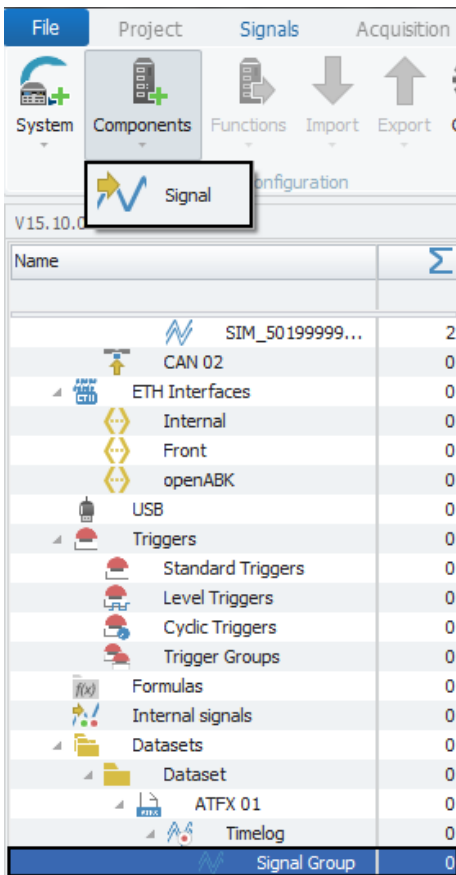 File Project Signals Acquisition
System Components Functions Import Export
Signal
onfiguration
V15.10.0
Name Σ
SIM_50199999... 2
CAN 02 0
ETH Interfaces 0
Internal 0
Front 0
openABK 0
USB 0
Triggers 0
Standard Triggers 0
Level Triggers 0
Cyclic Triggers 0
Trigger Groups 0
f(x) Formulas 0
Internal signals 0
Datasets 0
Dataset 0
ATFX 01 0
Timelog 0
Signal Group 0